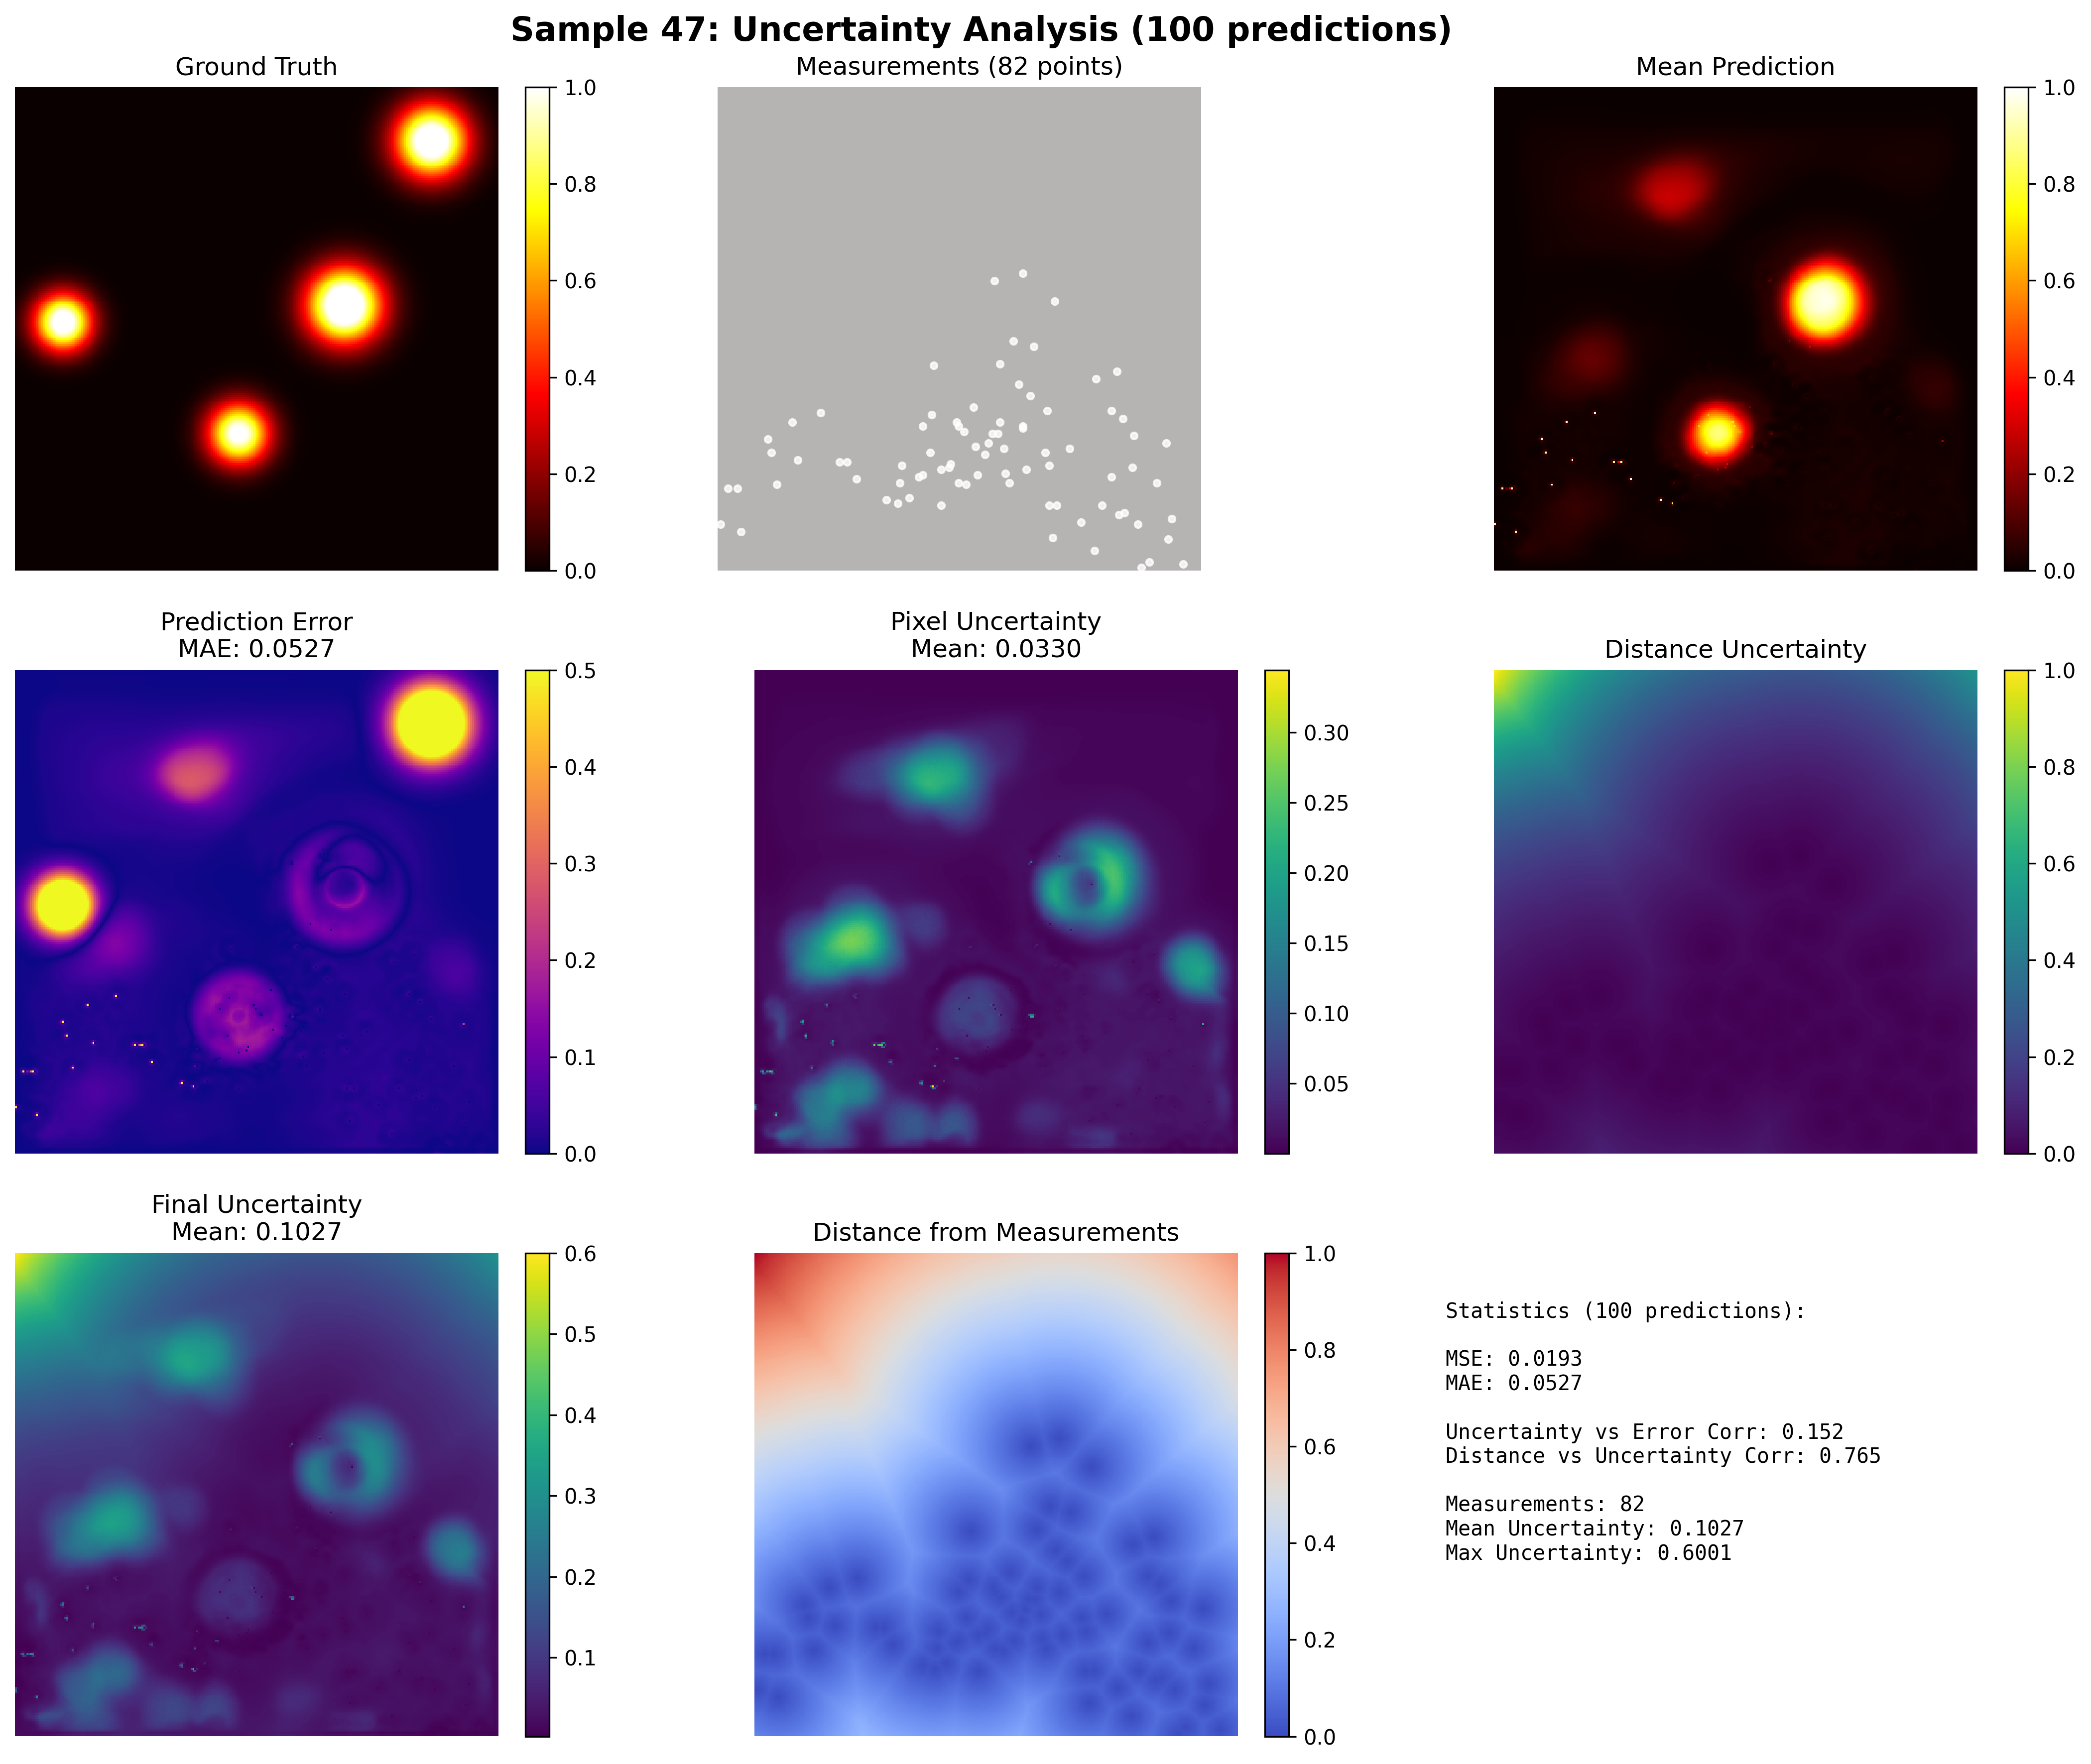 Sample 47: Uncertainty Analysis (100 predictions)
Ground Truth
1.0
0.8
0.6
0.4
0.2
0.0
Measurements (82 points)
Mean Prediction
1.0
0.8
0.6
0.4
0.2
0.0
Prediction Error
MAE: 0.0527
0.5
0.4
0.3
0.2
0.1
0.0
Pixel Uncertainty
Mean: 0.0330
0.30
0.25
0.20
0.15
0.10
0.05
Distance Uncertainty
1.0
0.8
0.6
0.4
0.2
0.0
Final Uncertainty
Mean: 0.1027
0.6
0.5
0.4
0.3
0.2
0.1
Distance from Measurements
1.0
0.8
0.6
0.4
0.2
0.0
Statistics (100 predictions):
MSE: 0.0193
MAE: 0.0527
Uncertainty vs Error Corr: 0.152
Distance vs Uncertainty Corr: 0.765
Measurements: 82
Mean Uncertainty: 0.1027
Max Uncertainty: 0.6001